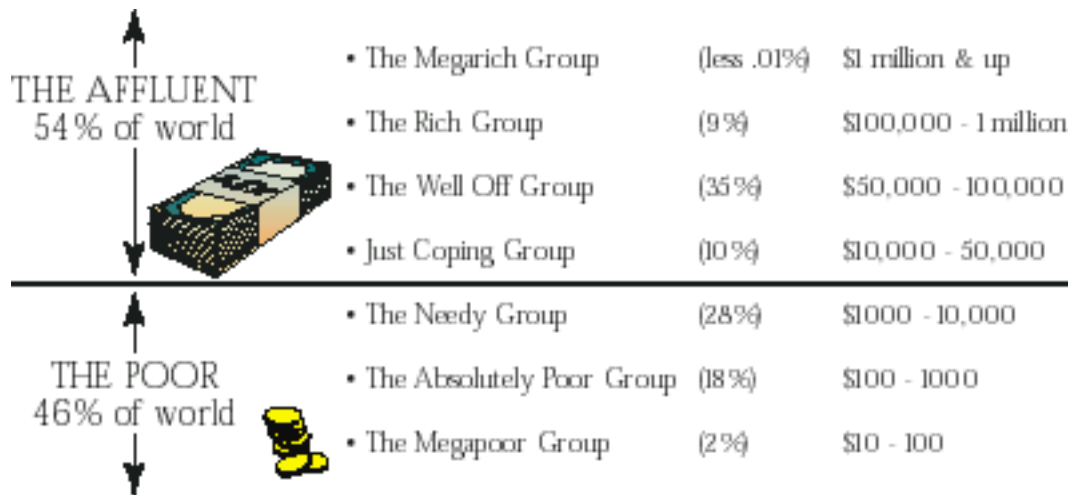 THE AFFLUENT
54% of world
• The Megarich Group (less .01%) $1 million & up
• The Rich Group (9%) $100,000 - 1 million
• The Well Off Group (35%) $50,000 - 100,000
• Just Coping Group (10%) $10,000 - 50,000
THE POOR
46% of world
• The Needy Group (28%) $1000 - 10,000
• The Absolutely Poor Group (18%) $100 - 1000
• The Megapoor Group (2%) $10 - 100